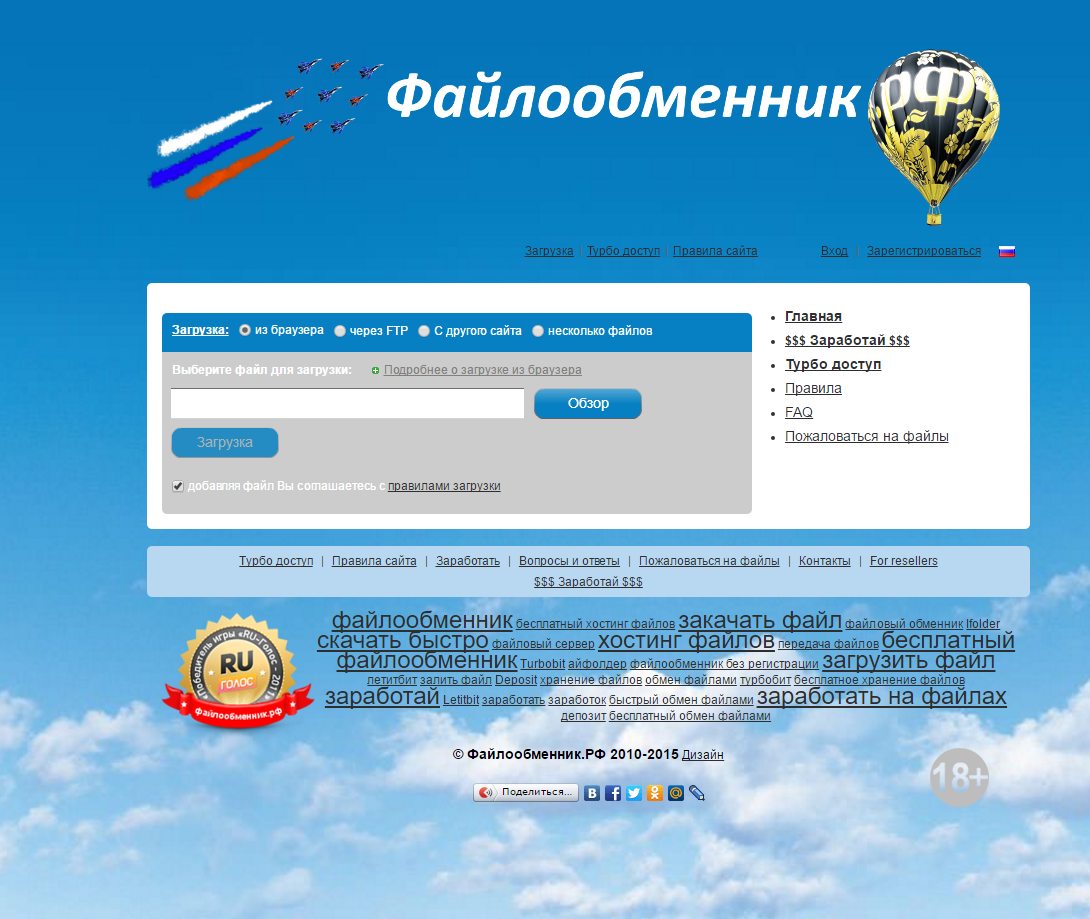 Файлообменник
рф
Загрузка | Турбо доступ | Правила сайта Вход | Зарегистрироваться
Загрузка: из браузера через FTP С другого сайта несколько файлов
Выберите файл для загрузки: Подробнее о загрузке из браузера
Обзор
Загрузка
добавляя файл Вы соглашаетесь с правилами загрузки
Главная
$$$ Заработай $$$
Турбо доступ
Правила
FAQ
Пожаловаться на файлы
Турбо доступ | Правила сайта | Заработать | Вопросы и ответы | Пожаловаться на файлы | Контакты | For resellers
$$$ Заработай $$$
Победитель игры «RU-Голос - 2011»
RU
ГОЛОС
файлообменник.рф
файлообменник бесплатный хостинг файлов закачать файл файловый обменник Ifolder
скачать быстро файловый сервер хостинг файлов передача файлов бесплатный
файлообменник Turbobit айфолдер файлообменник без регистрации загрузить файл
летитбит залить файл Deposit хранение файлов обмен файлами турбобит бесплатное хранение файлов
заработай Letitbit заработать заработок быстрый обмен файлами заработать на файлах
депозит бесплатный обмен файлами
© Файлообменник.РФ 2010-2015 Дизайн
18+
Поделиться…